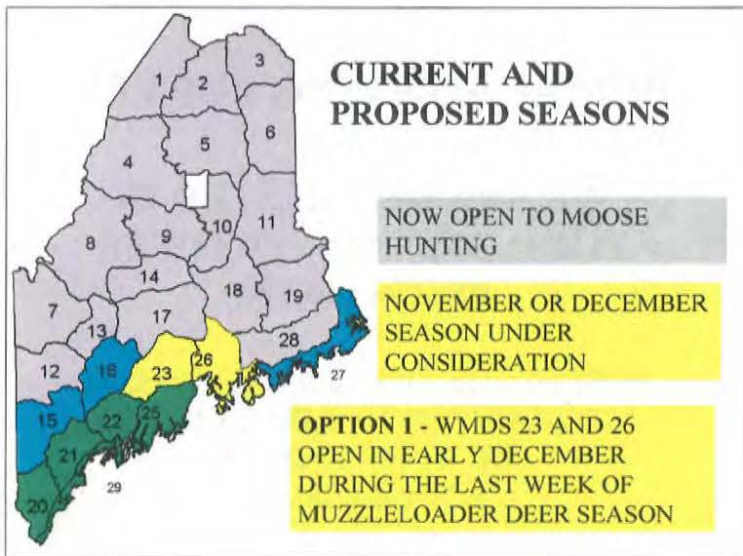 CURRENT AND
PROPOSED SEASONS
1
2
3
4
5
6
7
8
9
10
11
12
13
14
15
16
17
18
19
20
21
22
23
25
26
27
28
29
NOW OPEN TO MOOSE
HUNTING
NOVEMBER OR DECEMBER
SEASON UNDER
CONSIDERATION
OPTION 1 - WMDS 23 AND 26
OPEN IN EARLY DECEMBER
DURING THE LAST WEEK OF
MUZZLELOADER DEER SEASON